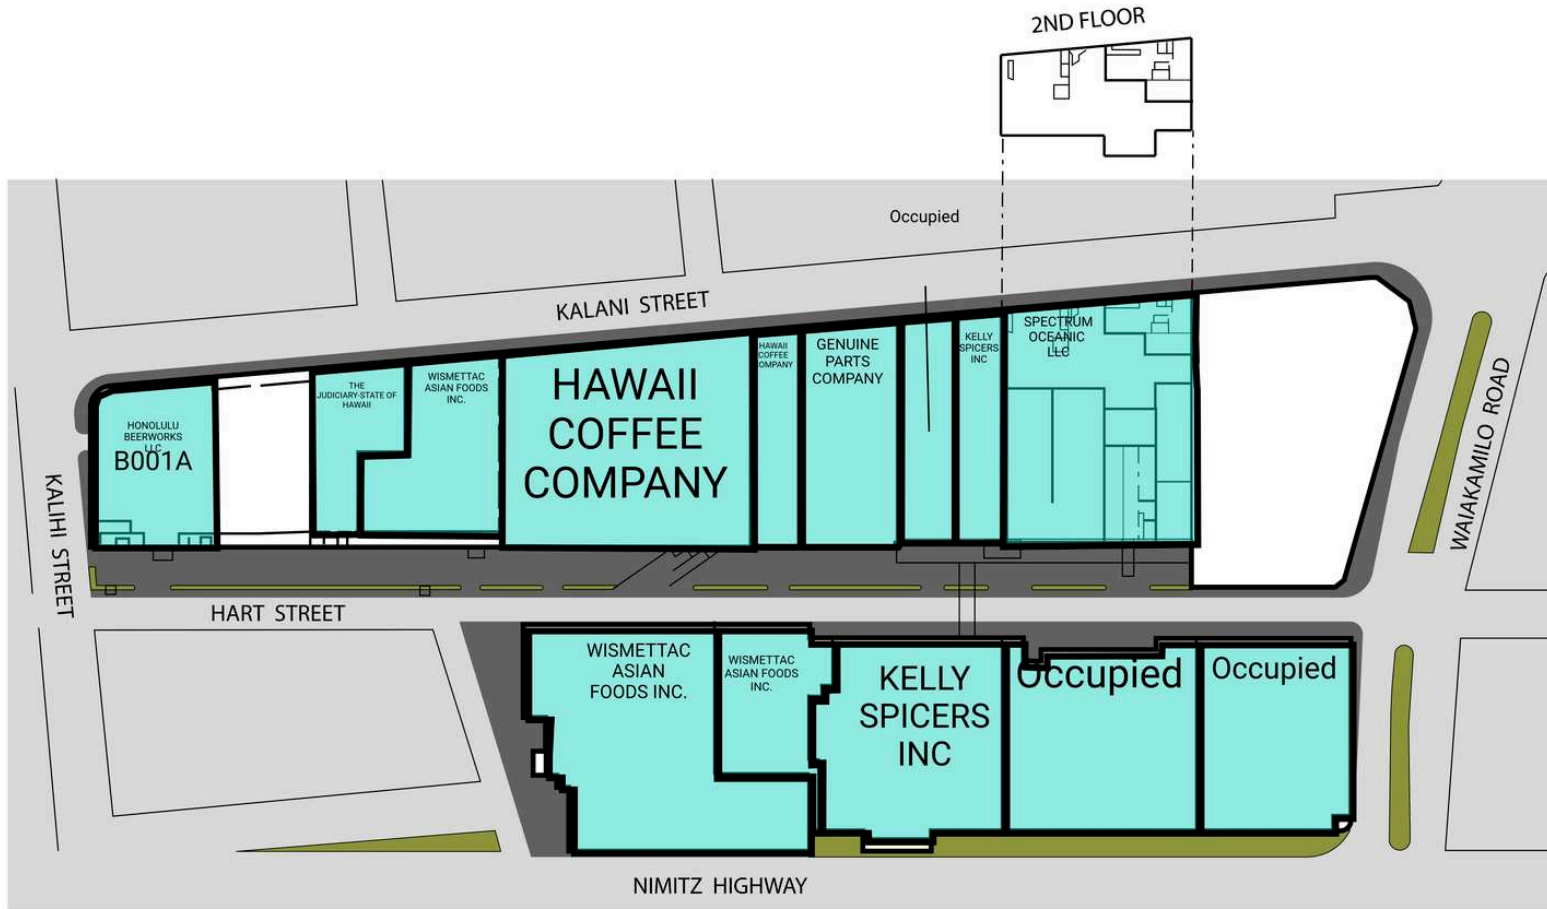 2ND FLOOR
Occupied
KALANI STREET
HONOLULU
BEERWORKS
LLC
B001A
THE
JUDICIARY-STATE OF
HAWAII
WISMETTAC
ASIAN FOODS
INC.
HAWAII
COFFEE
COMPANY
HAWAII
COFFEE
COMPANY
GENUINE
PARTS
COMPANY
KELLY
SPICERS
INC
SPECTRUM
OCEANIC
LLC
WAIAKAMILO ROAD
KALIHI STREET
HART STREET
WISMETTAC
ASIAN
FOODS INC.
WISMETTAC
ASIAN FOODS
INC.
KELLY
SPICERS
INC
Occupied
Occupied
NIMITZ HIGHWAY